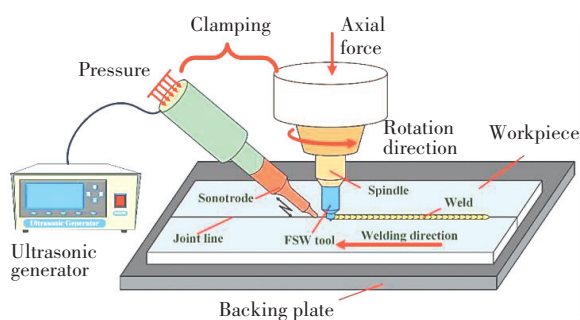 Clamping
Axial
force
Pressure
Rotation
direction
Workpiece
Sonotrode
Spindle
Weld
Ultrasonic Generator
Joint line
FSW tool
Welding direction
Ultrasonic
generator
Backing plate